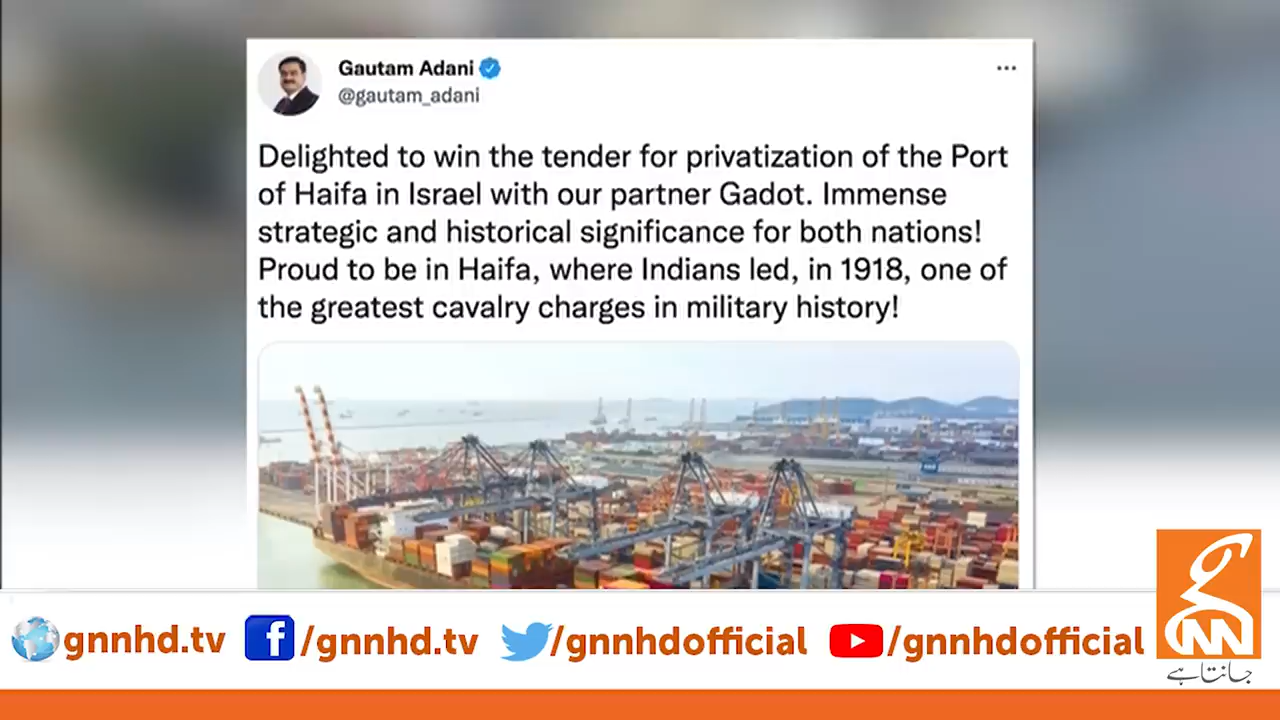 Gautam Adani
@gautam_adani
Delighted to win the tender for privatization of the Port
of Haifa in Israel with our partner Gadot. Immense
strategic and historical significance for both nations!
Proud to be in Haifa, where Indians led, in 1918, one of
the greatest cavalry charges in military history!
gnnhd.tv
/gnnhd.tv
/gnnhdofficial
/gnnhdofficial
GNN
جانتا ہے